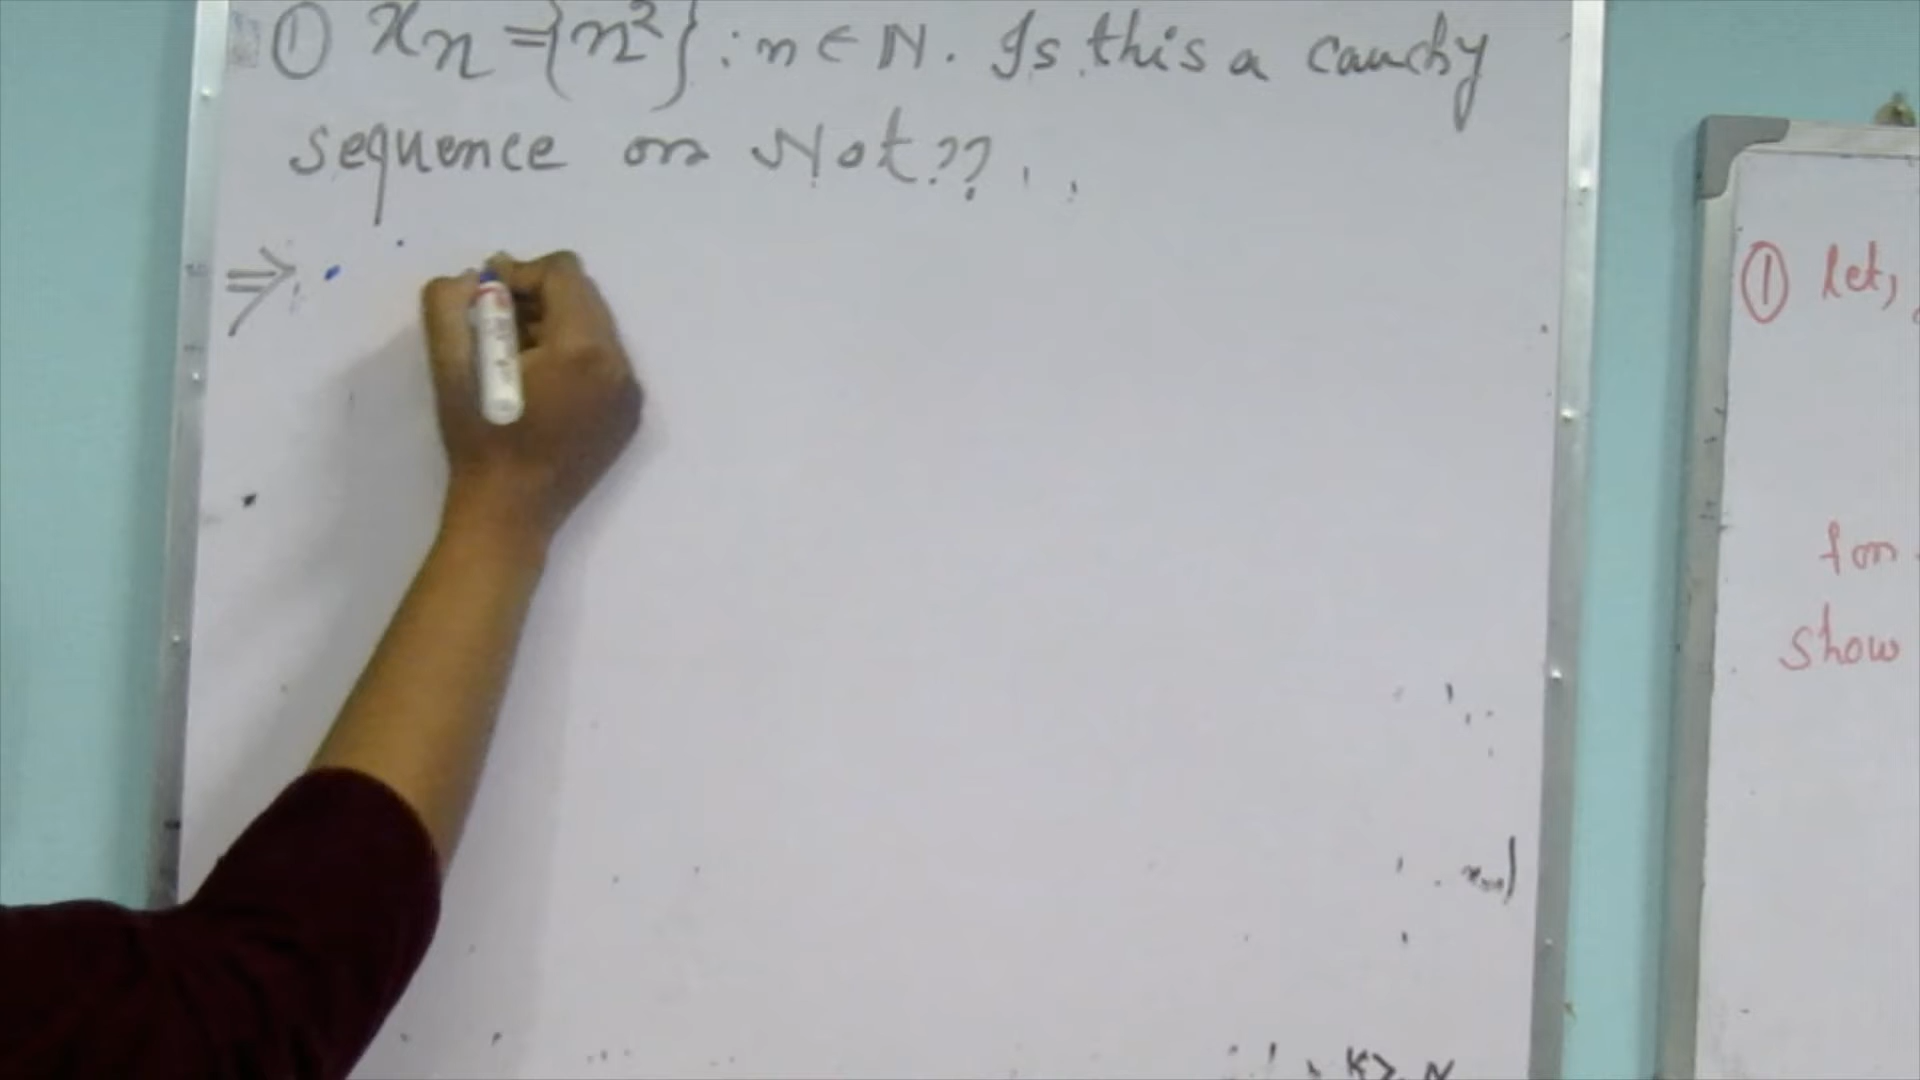 ① xn={n²} : n ∈ N. Is this a cauchy
sequence or Not??
⇒
① let,
for
show
K> N